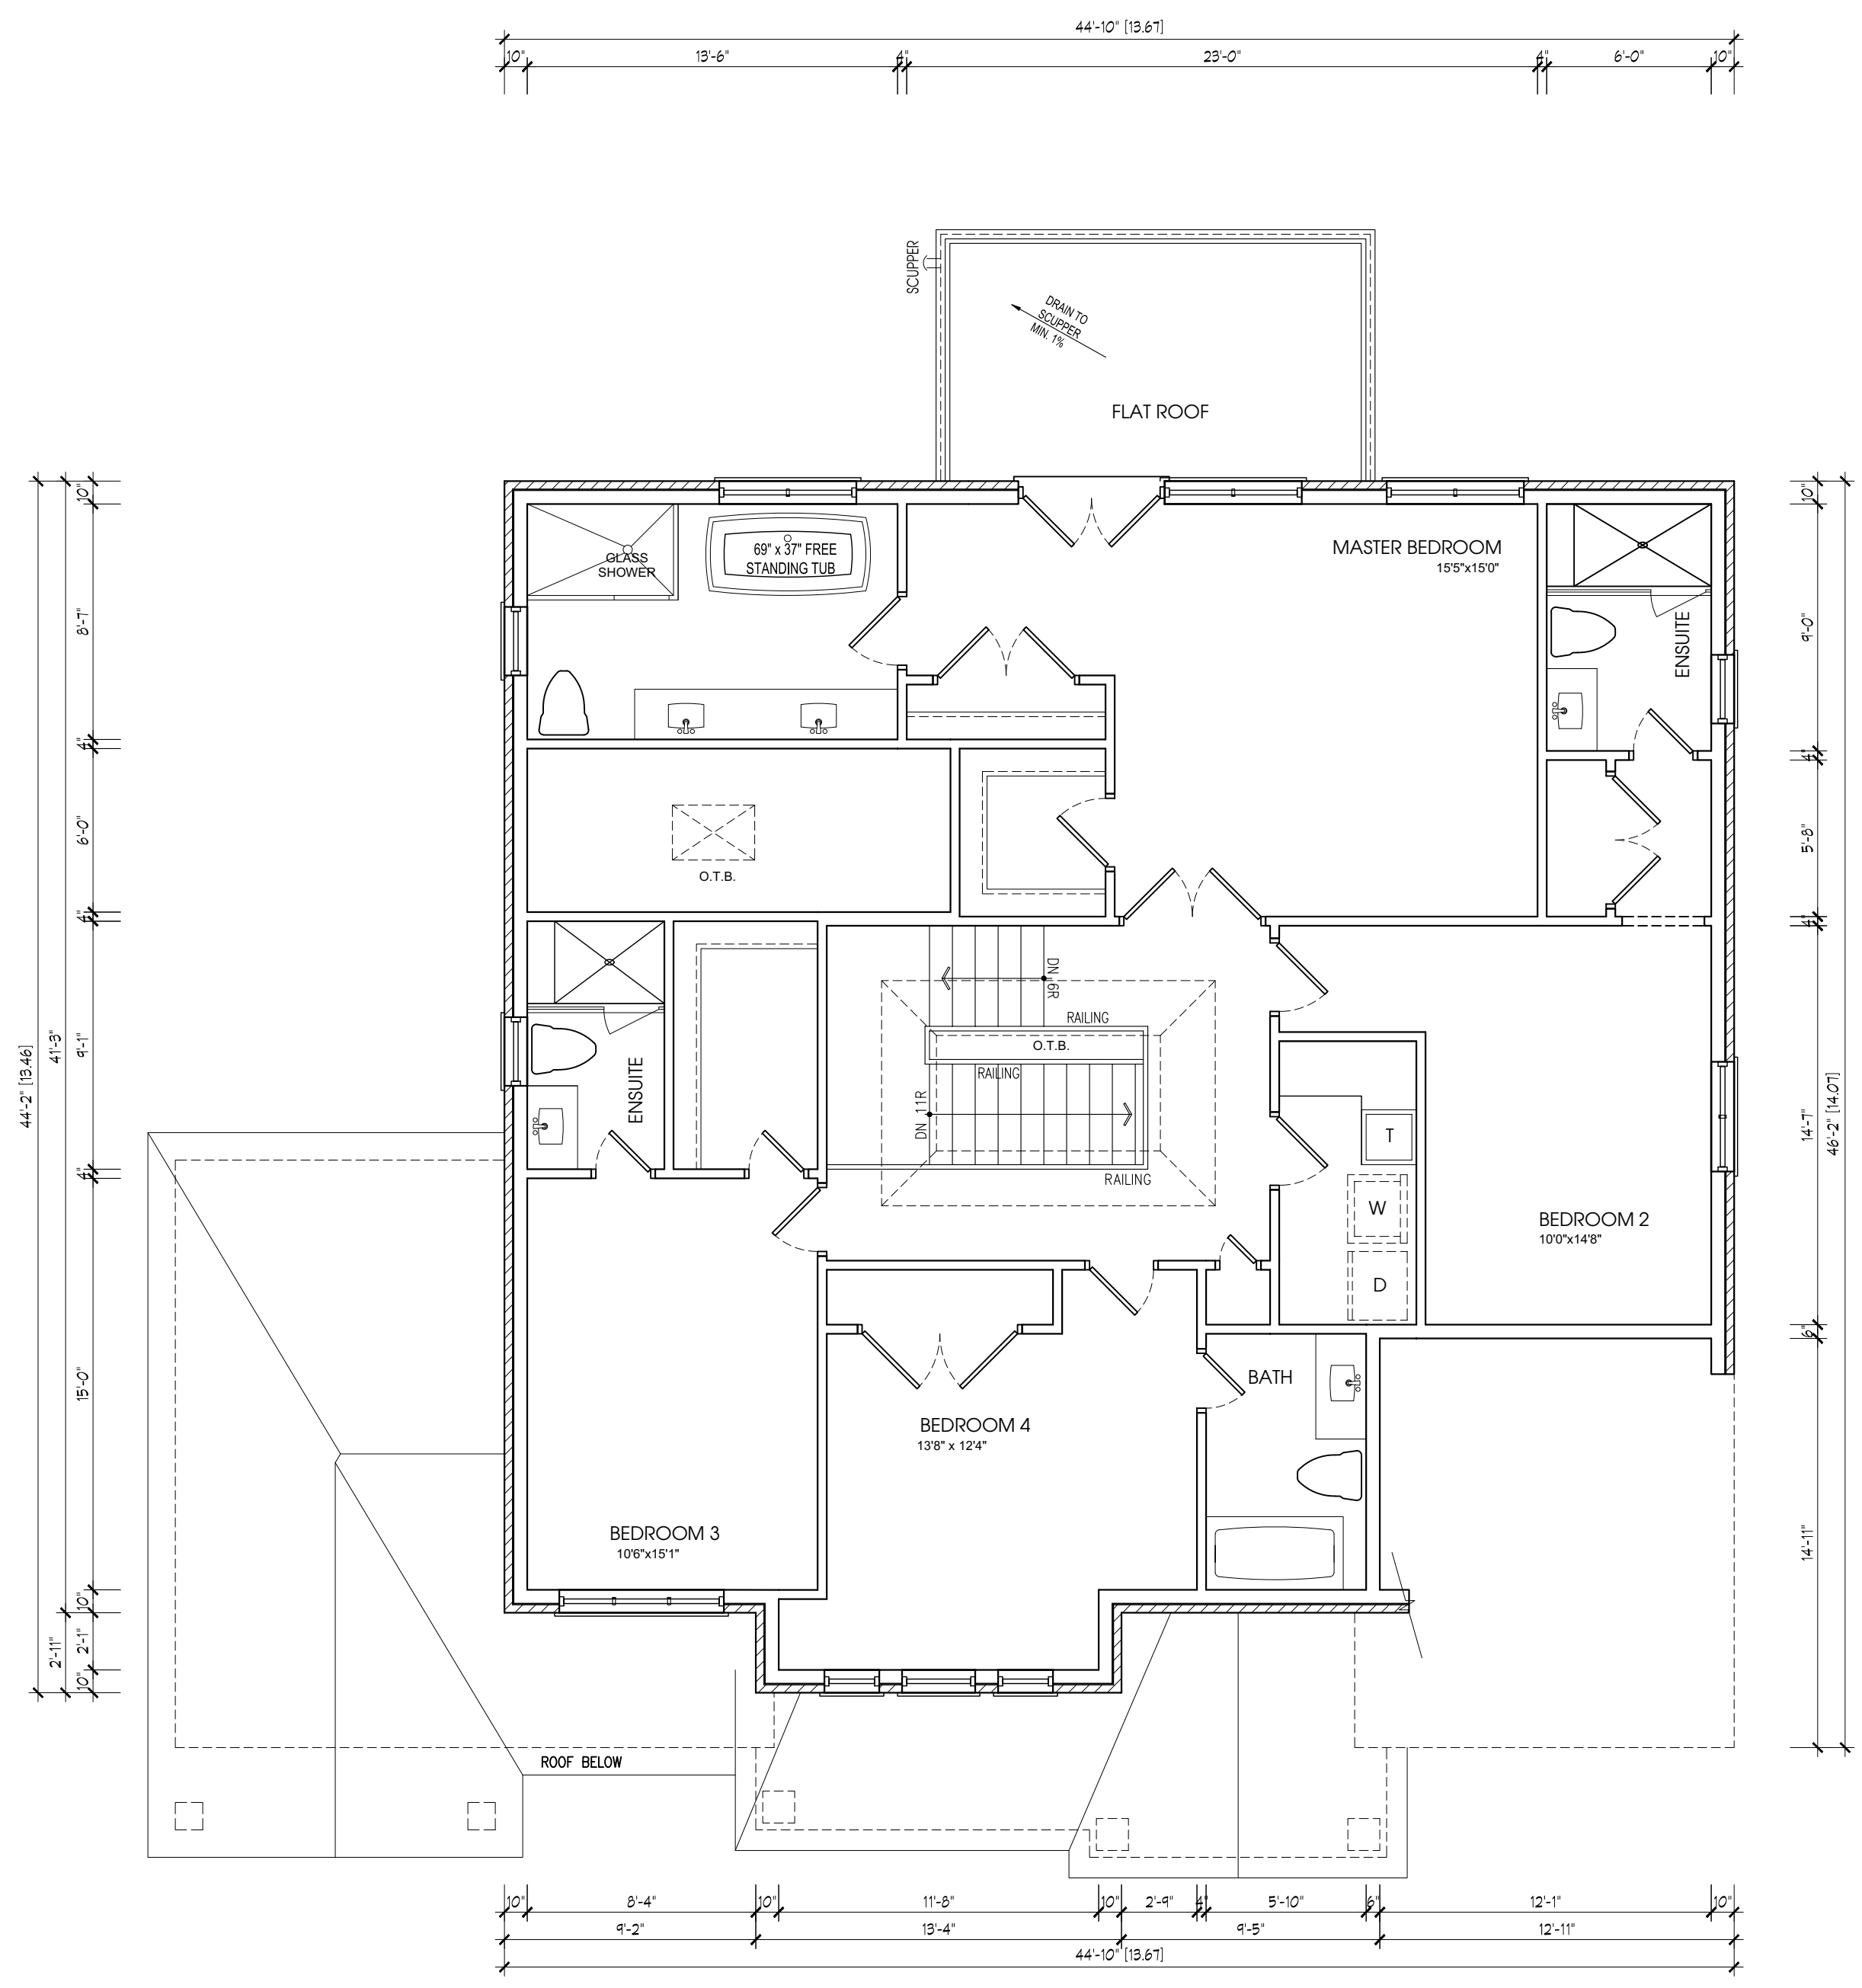 44'-10" [13.67]
10" 13'-6" 4" 23'-0" 4" 6'-0" 10"
SCUPPER
DRAIN TO
SCUPPER
MIN. 1%
FLAT ROOF
GLASS
SHOWER
69" x 37" FREE
STANDING TUB
MASTER BEDROOM
15'5"x15'0"
ENSUITE
O.T.B.
ENSUITE
DN 6R
RAILING
O.T.B.
RAILING
DN 11R
RAILING
T
W
D
BEDROOM 2
10'0"x14'8"
BATH
BEDROOM 4
13'8" x 12'4"
BEDROOM 3
10'6"x15'1"
ROOF BELOW
44'-2" [13.46]
41'-3"
2'-11"
10"
8'-7"
4"
6'-0"
4"
9'-1"
4"
15'-0"
10"
2'-1"
10"
10"
9'-0"
4"
5'-8"
4"
14'-7"
6"
14'-11"
46'-2" [14.07]
10" 8'-4" 10" 11'-8" 10" 2'-9" 4" 5'-10" 6" 12'-1" 10"
9'-2" 13'-4" 9'-5" 12'-11"
44'-10" [13.67]